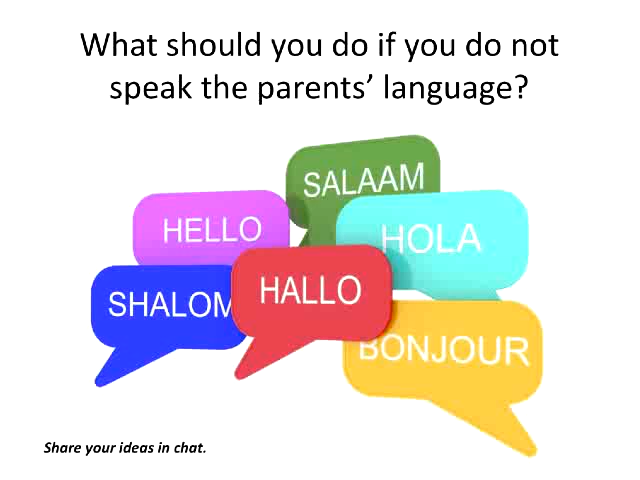 What should you do if you do not
speak the parents’ language?
SALAAM
HELLO
HOLA
SHALOM
HALLO
BONJOUR
Share your ideas in chat.